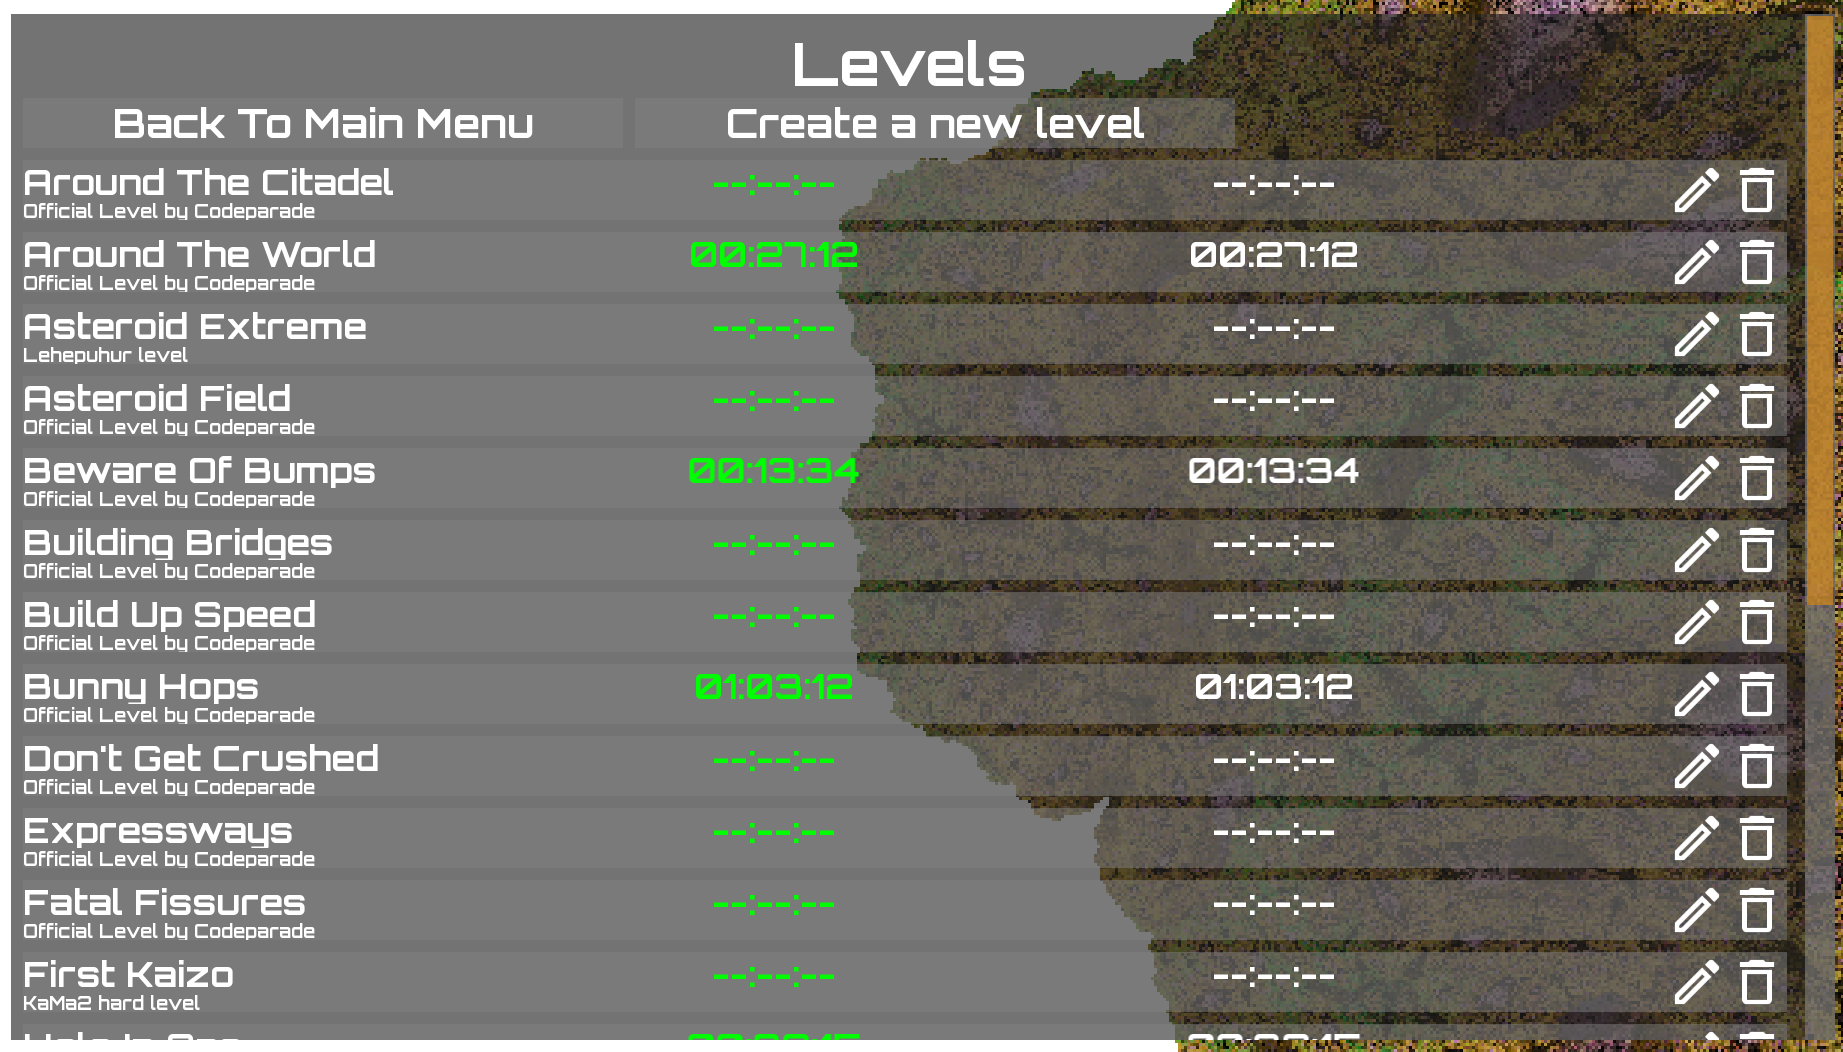 Levels
Back To Main Menu Create a new level
Around The Citadel --:--:-- --:--:--
Official Level by Codeparade
Around The World 00:27:12 00:27:12
Official Level by Codeparade
Asteroid Extreme --:--:-- --:--:--
Lehepuhur level
Asteroid Field --:--:-- --:--:--
Official Level by Codeparade
Beware Of Bumps 00:13:34 00:13:34
Official Level by Codeparade
Building Bridges --:--:-- --:--:--
Official Level by Codeparade
Build Up Speed --:--:-- --:--:--
Official Level by Codeparade
Bunny Hops 01:03:12 01:03:12
Official Level by Codeparade
Don't Get Crushed --:--:-- --:--:--
Official Level by Codeparade
Expressways --:--:-- --:--:--
Official Level by Codeparade
Fatal Fissures --:--:-- --:--:--
Official Level by Codeparade
First Kaizo --:--:-- --:--:--
KaMa2 hard level
Hole In One